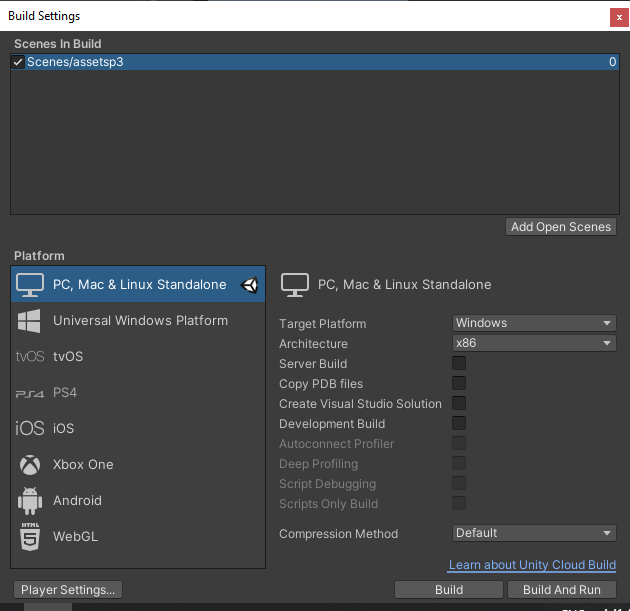 Build Settings
x
Scenes In Build
Scenes/assetsp3 0
Add Open Scenes
Platform
PC, Mac & Linux Standalone
Universal Windows Platform
tvOS tvOS
PS4 PS4
iOS iOS
Xbox One
Android
HTML 5 WebGL
PC, Mac & Linux Standalone
Target Platform Windows
Architecture x86
Server Build
Copy PDB files
Create Visual Studio Solution
Development Build
Autoconnect Profiler
Deep Profiling
Script Debugging
Scripts Only Build
Compression Method Default
Learn about Unity Cloud Build
Player Settings...
Build
Build And Run